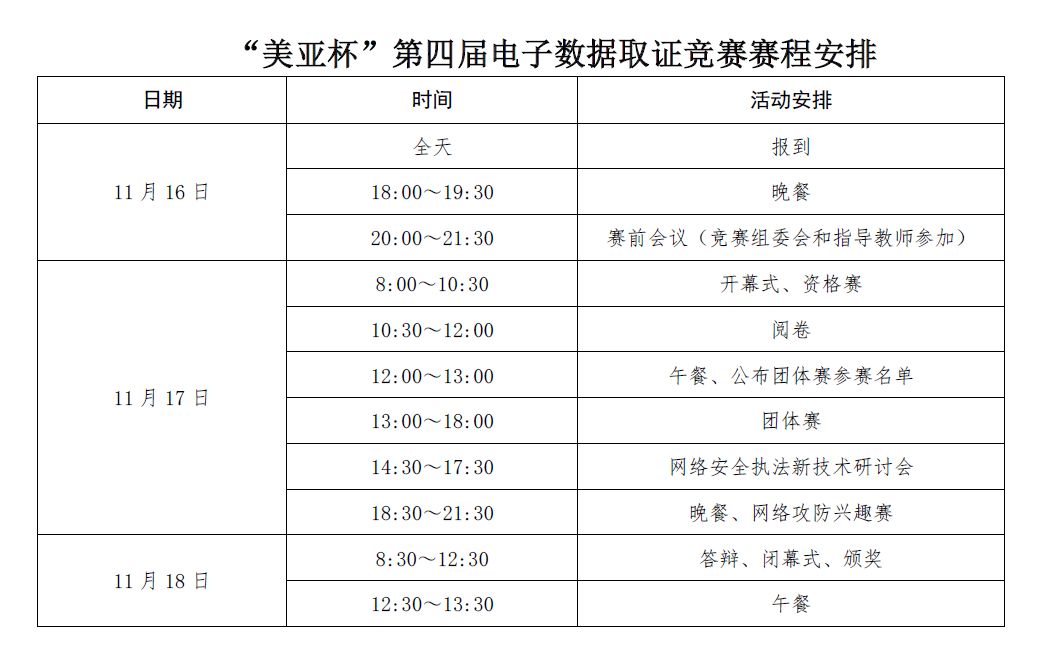 “美亚杯”第四届电子数据取证竞赛赛程安排
日期 时间 活动安排
11 月 16 日
全天 报到
18:00～19:30 晚餐
20:00～21:30 赛前会议（竞赛组委会和指导教师参加）
11 月 17 日
8:00～10:30 开幕式、资格赛
10:30～12:00 阅卷
12:00～13:00 午餐、公布团体赛参赛名单
13:00～18:00 团体赛
14:30～17:30 网络安全执法新技术研讨会
18:30～21:30 晚餐、网络攻防兴趣赛
11 月 18 日
8:30～12:30 答辩、闭幕式、颁奖
12:30～13:30 午餐